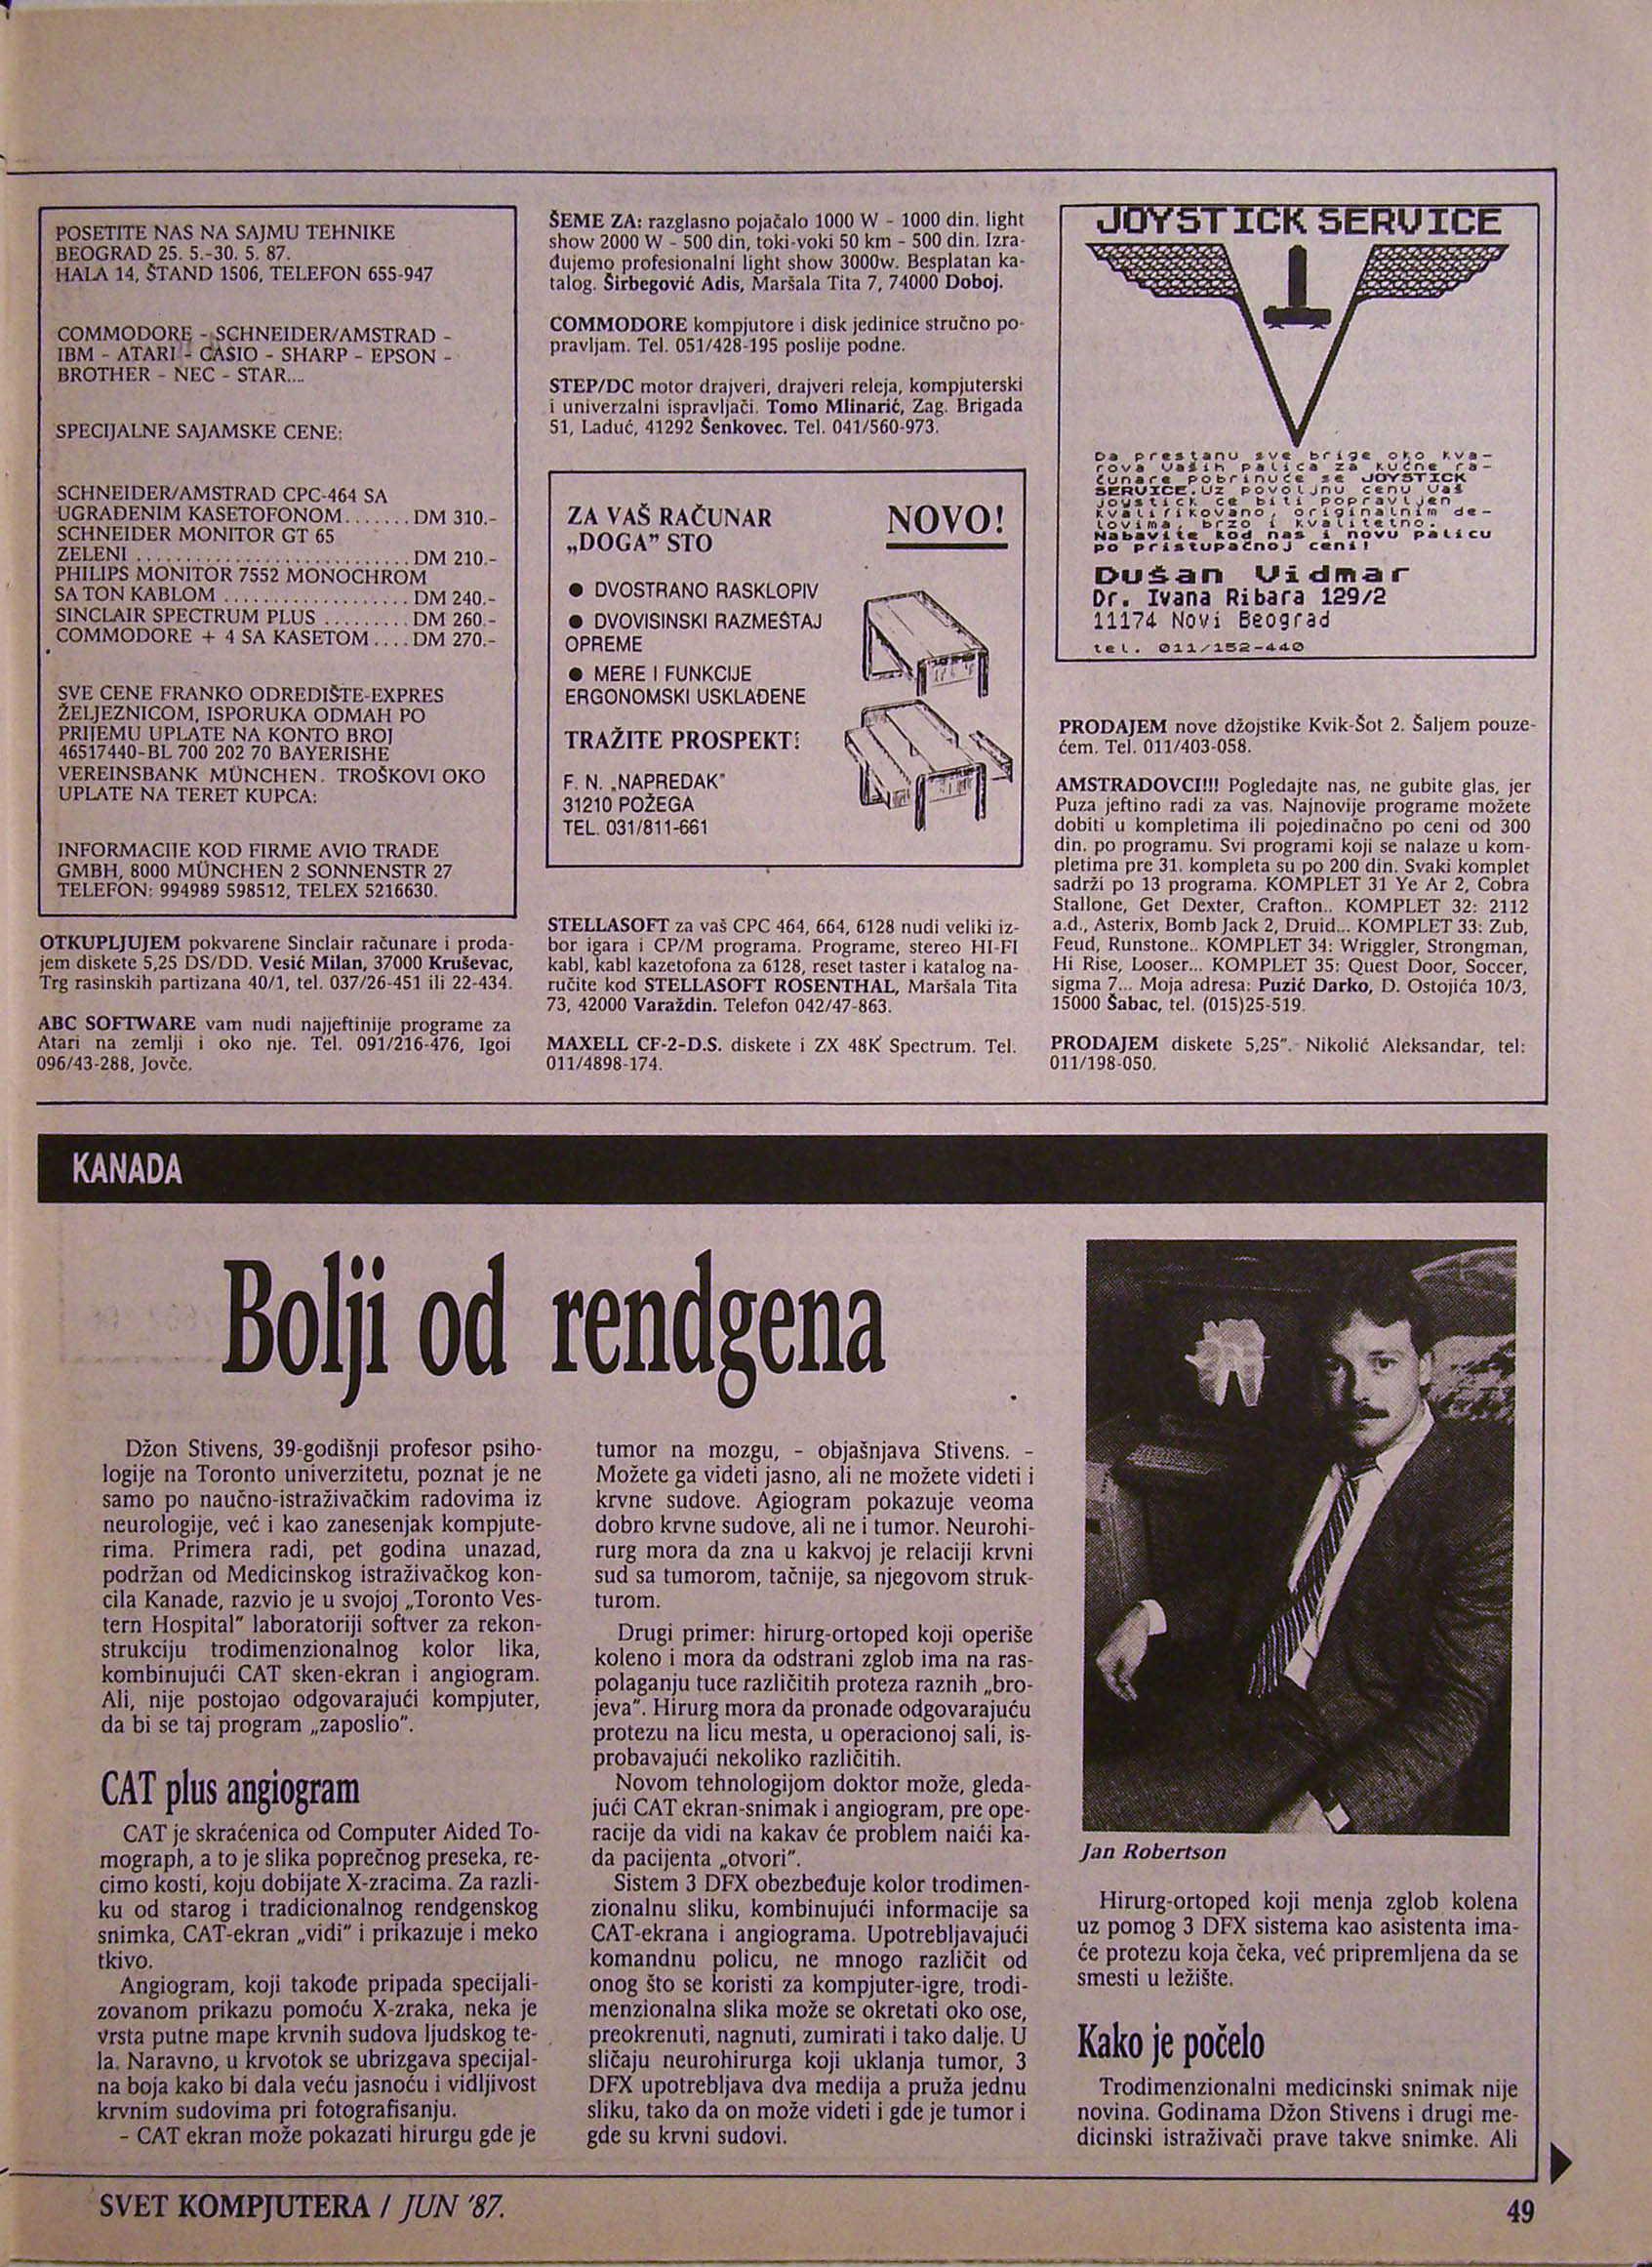 POSETITE NAS NA SAJMU TEHNIKE
BEOGRAD 25. 5.-30. 5. 87.
HALA 14, ŠTAND 1506, TELEFON 655-947
COMMODORE - SCHNEIDER/AMSTRAD -
IBM - ATARI - CASIO - SHARP - EPSON -
BROTHER - NEC - STAR....
SPECIJALNE SAJAMSKE CENE:
SCHNEIDER/AMSTRAD CPC-464 SA
UGRAĐENIM KASETOFONOM....... DM 310.-
SCHNEIDER MONITOR GT 65
ZELENI ............................ DM 210.-
PHILIPS MONITOR 7552 MONOCHROM
SA TON KABLOM ................... DM 240.-
SINCLAIR SPECTRUM PLUS ......... DM 260.-
COMMODORE + 4 SA KASETOM .... DM 270.-
SVE CENE FRANKO ODREDIŠTE-EXPRES
ŽELJEZNICOM, ISPORUKA ODMAH PO
PRIJEMU UPLATE NA KONTO BROJ
46517440-BL 700 202 70 BAYERISHE
VEREINSBANK MÜNCHEN. TROŠKOVI OKO
UPLATE NA TERET KUPCA:
INFORMACIJE KOD FIRME AVIO TRADE
GMBH, 8000 MÜNCHEN 2 SONNENSTR 27
TELEFON: 994989 598512, TELEX 5216630.
OTKUPLJUJEM pokvarene Sinclair računare i proda-
jem diskete 5,25 DS/DD. Vesić Milan, 37000 Kruševac,
Trg rasinskih partizana 40/1, tel. 037/26-451 ili 22-434.
ABC SOFTWARE vam nudi najjeftinije programe za
Atari na zemlji i oko nje. Tel. 091/216-476, Igoi
096/43-288, Jovče.
ŠEME ZA: razglasno pojačalo 1000 W - 1000 din. light
show 2000 W - 500 din, toki-voki 50 km - 500 din. Izra-
đujemo profesionalni light show 3000w. Besplatan ka-
talog. Širbegović Adis, Maršala Tita 7, 74000 Doboj.
COMMODORE kompjutore i disk jedinice stručno po-
pravljam. Tel. 051/428-195 poslije podne.
STEP/DC motor drajveri, drajveri releja, kompjuterski
i univerzalni ispravljači. Tomo Mlinarić, Zag. Brigada
51, Laduć, 41292 Šenkovec. Tel. 041/560-973.
ZA VAŠ RAČUNAR
„DOGA” STO
NOVO!
● DVOSTRANO RASKLOPIV
● DVOVISINSKI RAZMEŠTAJ
OPREME
● MERE I FUNKCIJE
ERGONOMSKI USKLAĐENE
TRAŽITE PROSPEKT:
F. N. „NAPREDAK"
31210 POŽEGA
TEL. 031/811-661
STELLASOFT za vaš CPC 464, 664, 6128 nudi veliki iz-
bor igara i CP/M programa. Programe, stereo HI-FI
kabl, kabl kazetofona za 6128, reset taster i katalog na-
ručite kod STELLASOFT ROSENTHAL, Maršala Tita
73, 42000 Varaždin. Telefon 042/47-863.
MAXELL CF-2-D.S. diskete i ZX 48K Spectrum. Tel.
011/4898-174.
JOYSTICK SERVICE
Da prestanu sve brige oko kva-
rova Vaših palica za kućne ra-
čunare pobrinuće se JOYSTICK
SERVICE.Uz povoljnu cenu Vaš
joystick će biti popravljen
kvalifikovano, originalnim de-
lovima, brzo i kvalitetno.
Nabavite kod nas i novu palicu
po pristupačnoj ceni!
Dušan Vidmar
Dr. Ivana Ribara 129/2
11174 Novi Beograd
tel. 011/152-440
PRODAJEM nove džojstike Kvik-Šot 2. Šaljem pouze-
ćem. Tel. 011/403-058.
AMSTRADOVCI!!! Pogledajte nas, ne gubite glas, jer
Puza jeftino radi za vas. Najnovije programe možete
dobiti u kompletima ili pojedinačno po ceni od 300
din. po programu. Svi programi koji se nalaze u kom-
pletima pre 31. kompleta su po 200 din. Svaki komplet
sadrži po 13 programa. KOMPLET 31 Ye Ar 2, Cobra
Stallone, Get Dexter, Crafton.. KOMPLET 32: 2112
a.d., Asterix, Bomb Jack 2, Druid... KOMPLET 33: Zub,
Feud, Runstone.. KOMPLET 34: Wriggler, Strongman,
Hi Rise, Looser... KOMPLET 35: Quest Door, Soccer,
sigma 7... Moja adresa: Puzić Darko, D. Ostojića 10/3,
15000 Šabac, tel. (015)25-519.
PRODAJEM diskete 5,25". Nikolić Aleksandar, tel:
011/198-050.
KANADA
Bolji od rendgena
Džon Stivens, 39-godišnji profesor psiho-
logije na Toronto univerzitetu, poznat je ne
samo po naučno-istraživačkim radovima iz
neurologije, već i kao zanesenjak kompjute-
rima. Primera radi, pet godina unazad,
podržan od Medicinskog istraživačkog kon-
cila Kanade, razvio je u svojoj „Toronto Ves-
tern Hospital” laboratoriji softver za rekon-
strukciju trodimenzionalnog kolor lika,
kombinujući CAT sken-ekran i angiogram.
Ali, nije postojao odgovarajući kompjuter,
da bi se taj program „zaposlio”.
CAT plus angiogram
CAT je skraćenica od Computer Aided To-
mograph, a to je slika poprečnog preseka, re-
cimo kosti, koju dobijate X-zracima. Za razli-
ku od starog i tradicionalnog rendgenskog
snimka, CAT-ekran „vidi” i prikazuje i meko
tkivo.
Angiogram, koji takođe pripada specijali-
zovanom prikazu pomoću X-zraka, neka je
vrsta putne mape krvnih sudova ljudskog te-
la. Naravno, u krvotok se ubrizgava specijal-
na boja kako bi dala veću jasnoću i vidljivost
krvnim sudovima pri fotografisanju.
- CAT ekran može pokazati hirurgu gde je
tumor na mozgu, - objašnjava Stivens. -
Možete ga videti jasno, ali ne možete videti i
krvne sudove. Agiogram pokazuje veoma
dobro krvne sudove, ali ne i tumor. Neurohi-
rurg mora da zna u kakvoj je relaciji krvni
sud sa tumorom, tačnije, sa njegovom struk-
turom.
Drugi primer: hirurg-ortoped koji operiše
koleno i mora da odstrani zglob ima na ras-
polaganju tuce različitih proteza raznih „bro-
jeva”. Hirurg mora da pronađe odgovarajuću
protezu na licu mesta, u operacionoj sali, is-
probavajući nekoliko različitih.
Novom tehnologijom doktor može, gleda-
jući CAT ekran-snimak i angiogram, pre ope-
racije da vidi na kakav će problem naići ka-
da pacijenta „otvori”.
Sistem 3 DFX obezbeđuje kolor trodimen-
zionalnu sliku, kombinujući informacije sa
CAT-ekrana i angiograma. Upotrebljavajući
komandnu policu, ne mnogo različit od
onog što se koristi za kompjuter-igre, trodi-
menzionalna slika može se okretati oko ose,
preokrenuti, nagnuti, zumirati i tako dalje. U
sličaju neurohirurga koji uklanja tumor, 3
DFX upotrebljava dva medija a pruža jednu
sliku, tako da on može videti i gde je tumor i
gde su krvni sudovi.
Jan Robertson
Hirurg-ortoped koji menja zglob kolena
uz pomog 3 DFX sistema kao asistenta ima-
će protezu koja čeka, već pripremljena da se
smesti u ležište.
Kako je počelo
Trodimenzionalni medicinski snimak nije
novina. Godinama Džon Stivens i drugi me-
dicinski istraživači prave takve snimke. Ali
SVET KOMPJUTERA / JUN '87.
49